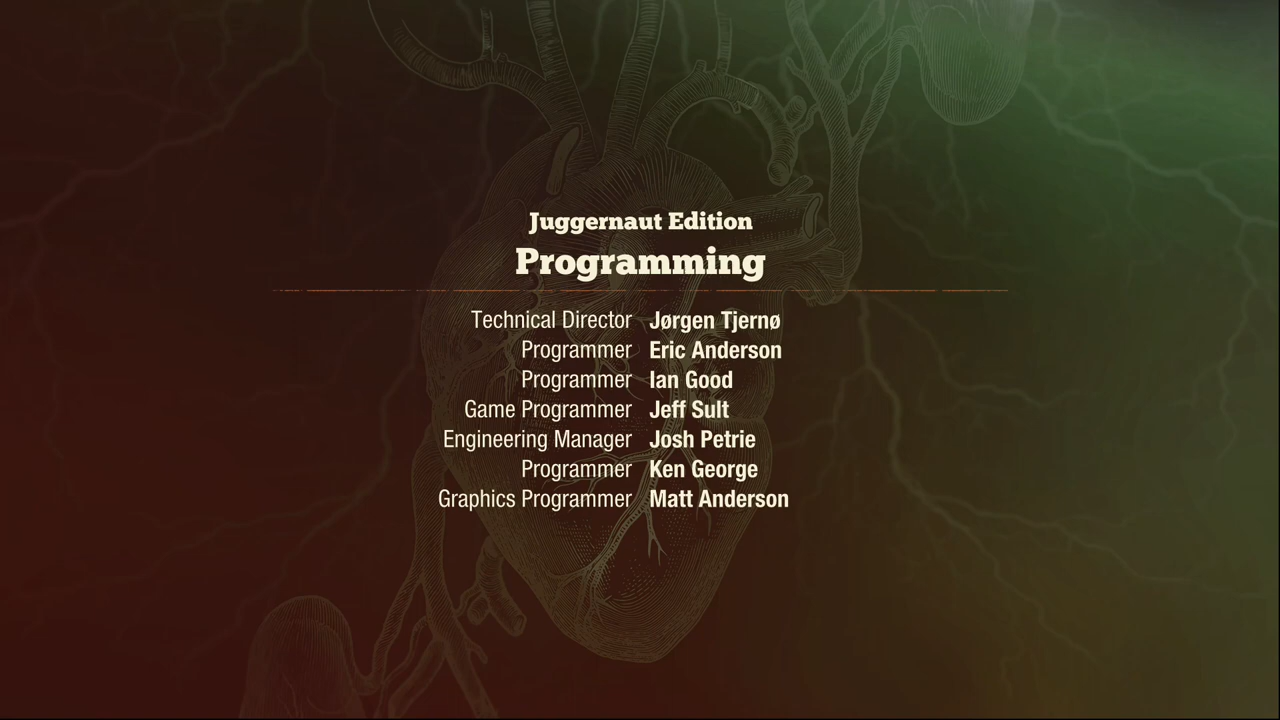 Juggernaut Edition
Programming
Technical Director Jørgen Tjernø
Programmer Eric Anderson
Programmer Ian Good
Game Programmer Jeff Sult
Engineering Manager Josh Petrie
Programmer Ken George
Graphics Programmer Matt Anderson